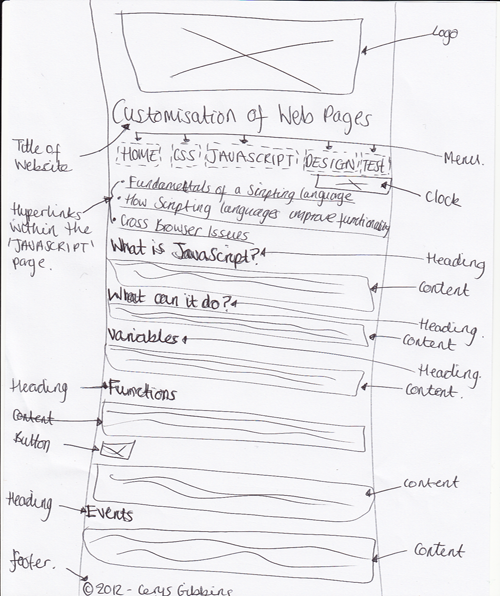 Logo
Customisation of Web Pages
Title of
Website
HOME CSS JAVASCRIPT DESIGN TEST
Menu.
Clock
• Fundamentals of a Scripting language
• How Scripting languages improve functionality
• Cross Browser Issues
Hyperlinks
within the
'JAVASCRIPT'
page.
What is JavaScript?
Heading
content
What can it do?
Heading.
content
Variables
Heading.
content.
Heading
Functions
content
Button
content
Heading
Events
content
footer.
© 2012 - Cerys Gibbins